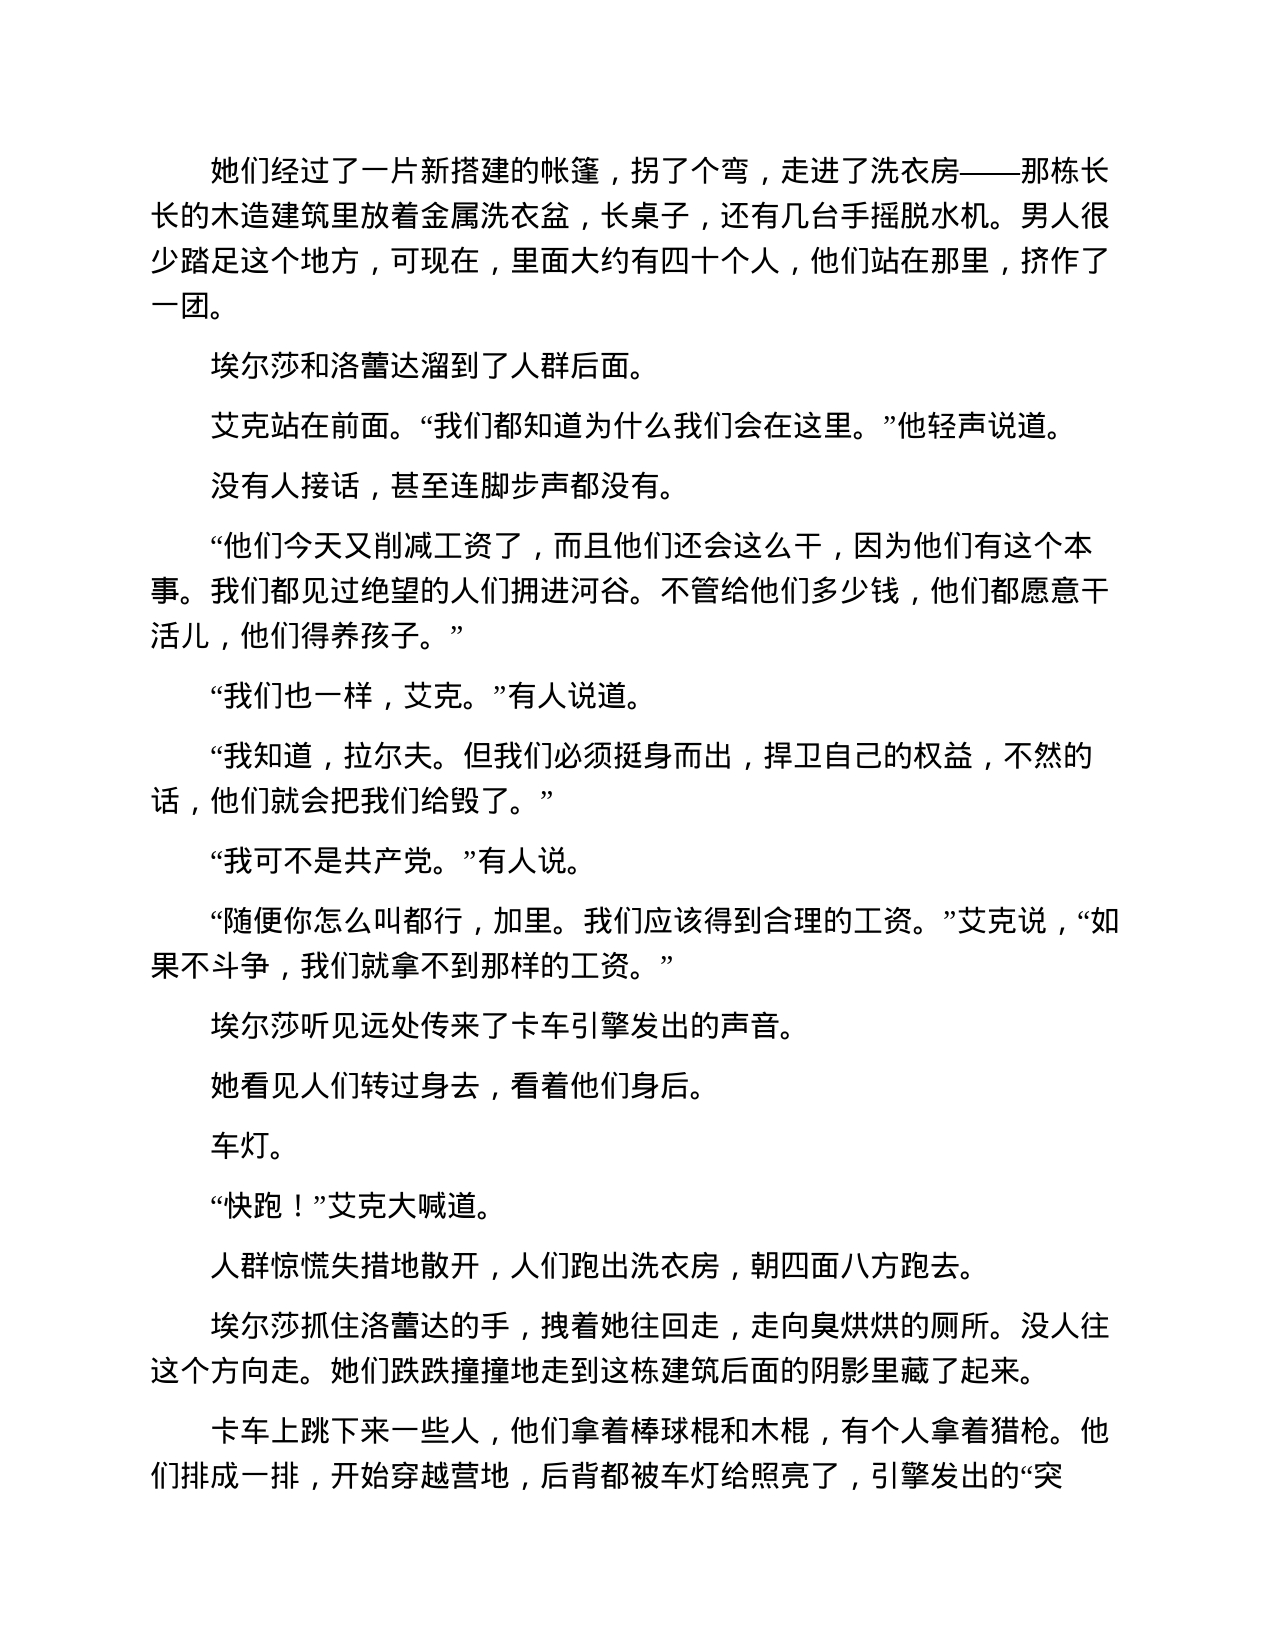 她们经过了一片新搭建的帐篷，拐了个弯，走进了洗衣房——那栋长
长的木造建筑里放着金属洗衣盆，长桌子，还有几台手摇脱水机。男人很
少踏足这个地方，可现在，里面大约有四十个人，他们站在那里，挤作了
一团。
埃尔莎和洛蕾达溜到了人群后面。
艾克站在前面。“我们都知道为什么我们会在这里。”他轻声说道。
没有人接话，甚至连脚步声都没有。
“他们今天又削减工资了，而且他们还会这么干，因为他们有这个本
事。我们都见过绝望的人们拥进河谷。不管给他们多少钱，他们都愿意干
活儿，他们得养孩子。”
“我们也一样，艾克。”有人说道。
“我知道，拉尔夫。但我们必须挺身而出，捍卫自己的权益，不然的
话，他们就会把我们给毁了。”
“我可不是共产党。”有人说。
“随便你怎么叫都行，加里。我们应该得到合理的工资。”艾克说，“如
果不斗争，我们就拿不到那样的工资。”
埃尔莎听见远处传来了卡车引擎发出的声音。
她看见人们转过身去，看着他们身后。
车灯。
“快跑！”艾克大喊道。
人群惊慌失措地散开，人们跑出洗衣房，朝四面八方跑去。
埃尔莎抓住洛蕾达的手，拽着她往回走，走向臭烘烘的厕所。没人往
这个方向走。她们跌跌撞撞地走到这栋建筑后面的阴影里藏了起来。
卡车上跳下来一些人，他们拿着棒球棍和木棍，有个人拿着猎枪。他
们排成一排，开始穿越营地，后背都被车灯给照亮了，引擎发出的“突